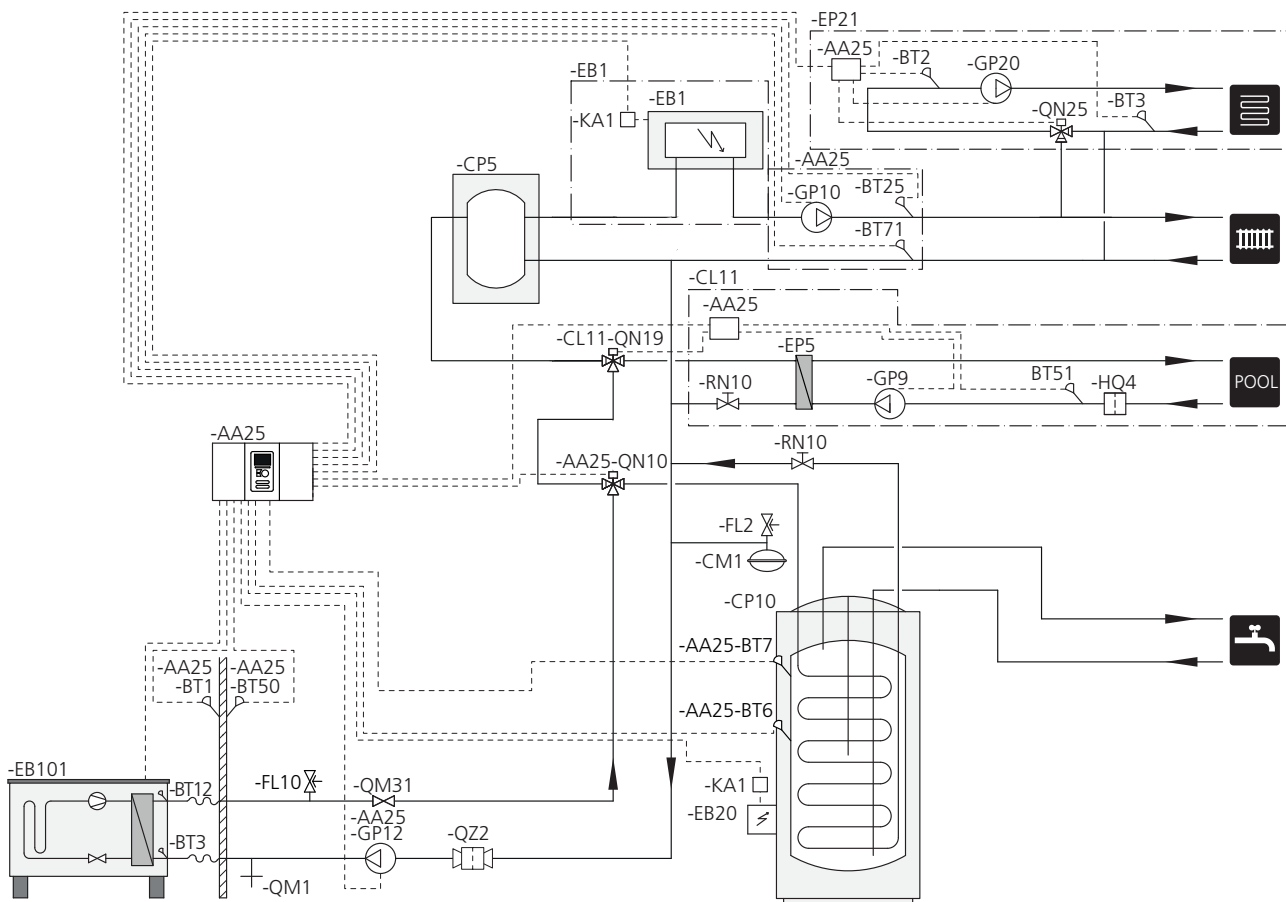 -EP21
-AA25
-BT2
-GP20
-BT3
-QN25
-EB1
-EB1
-KA1
-AA25
-CP5
-GP10
-BT25
-BT71
-CL11
-AA25
-CL11-QN19
-EP5
-RN10
-GP9
BT51
-HQ4
POOL
-AA25
-AA25-QN10
-RN10
-FL2
-CM1
-CP10
-AA25-BT7
-AA25
-BT1
-AA25
-BT50
-AA25-BT6
-EB101
-BT12
-FL10
-QM31
-KA1
-EB20
-AA25
-GP12
-QZ2
-BT3
-QM1